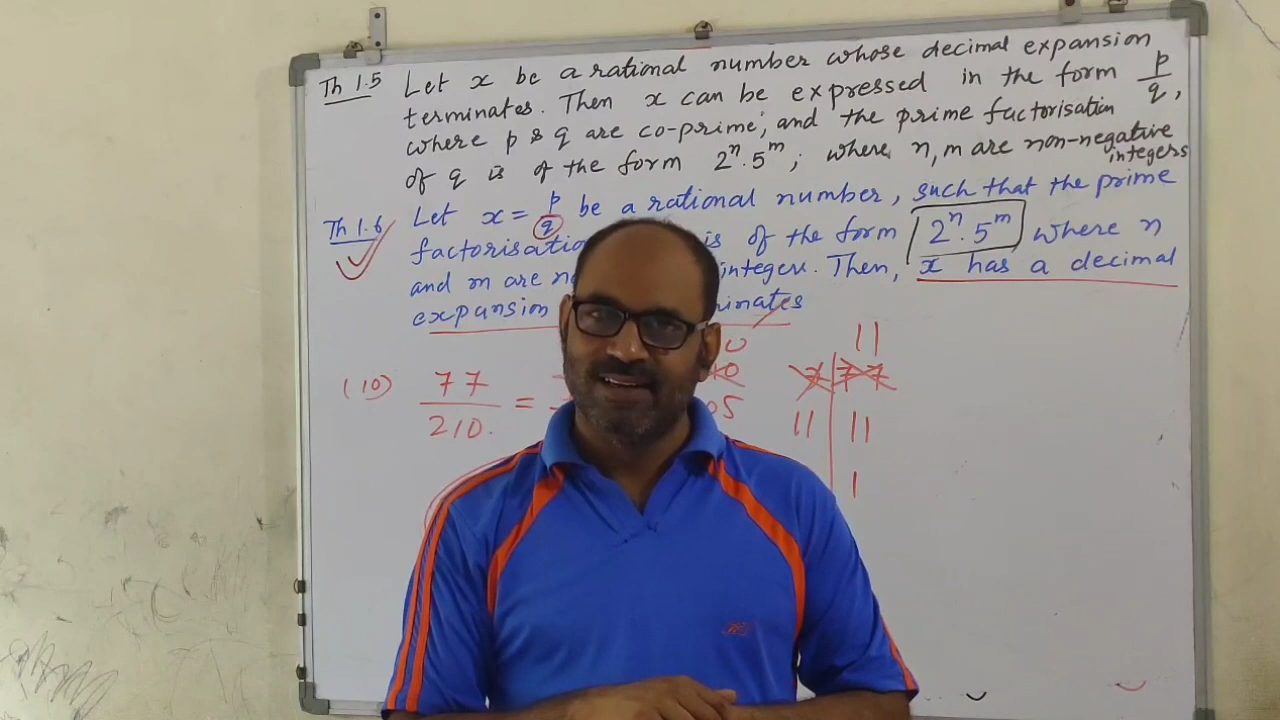 Th 1.5 Let x be a rational number whose decimal expansion
terminates. Then x can be expressed in the form p/q,
where p & q are co-prime, and the prime factorisation
of q is of the form 2^n.5^m; where n,m are non-negative integers
Th 1.6 Let x = p/q be a rational number, such that the prime
is of the form 2^n.5^m where n
and m are integers. Then, x has a decimal
expansion
(10) 77/210 =
05
11
7 77
11 11
1